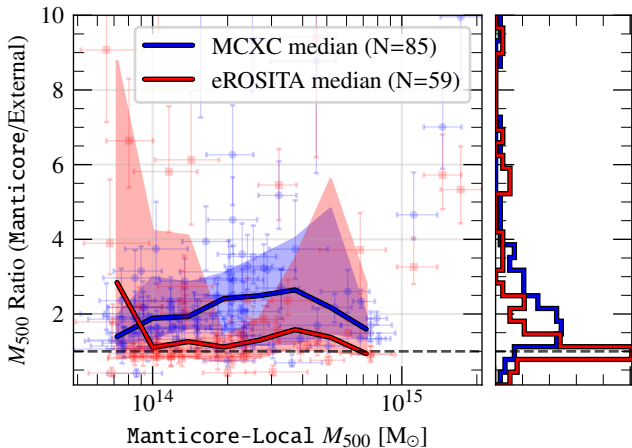 10
8
6
4
2
M500 Ratio (Manticore/External)
MCXC median (N=85)
eROSITA median (N=59)
10^14
10^15
Manticore-Local M500 [M⊙]